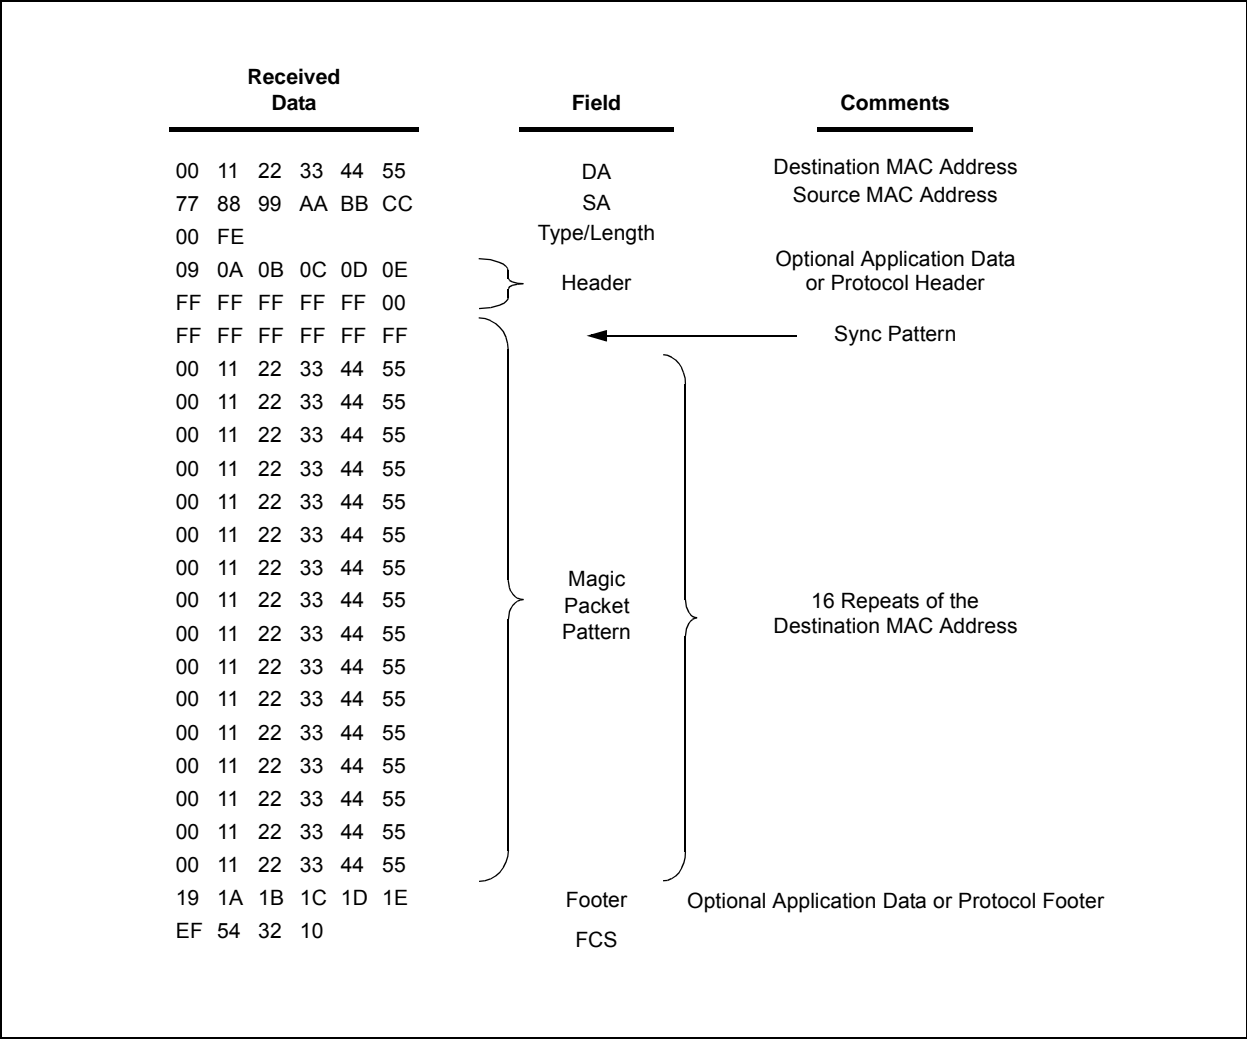 Received
Data Field Comments
00 11 22 33 44 55 DA Destination MAC Address
77 88 99 AA BB CC SA Source MAC Address
00 FE Type/Length
09 0A 0B 0C 0D 0E Header Optional Application Data
FF FF FF FF FF 00 or Protocol Header
FF FF FF FF FF FF Sync Pattern
00 11 22 33 44 55
00 11 22 33 44 55
00 11 22 33 44 55
00 11 22 33 44 55
00 11 22 33 44 55
00 11 22 33 44 55
00 11 22 33 44 55 Magic
00 11 22 33 44 55 Packet 16 Repeats of the
00 11 22 33 44 55 Pattern Destination MAC Address
00 11 22 33 44 55
00 11 22 33 44 55
00 11 22 33 44 55
00 11 22 33 44 55
00 11 22 33 44 55
00 11 22 33 44 55
00 11 22 33 44 55
19 1A 1B 1C 1D 1E Footer Optional Application Data or Protocol Footer
EF 54 32 10 FCS